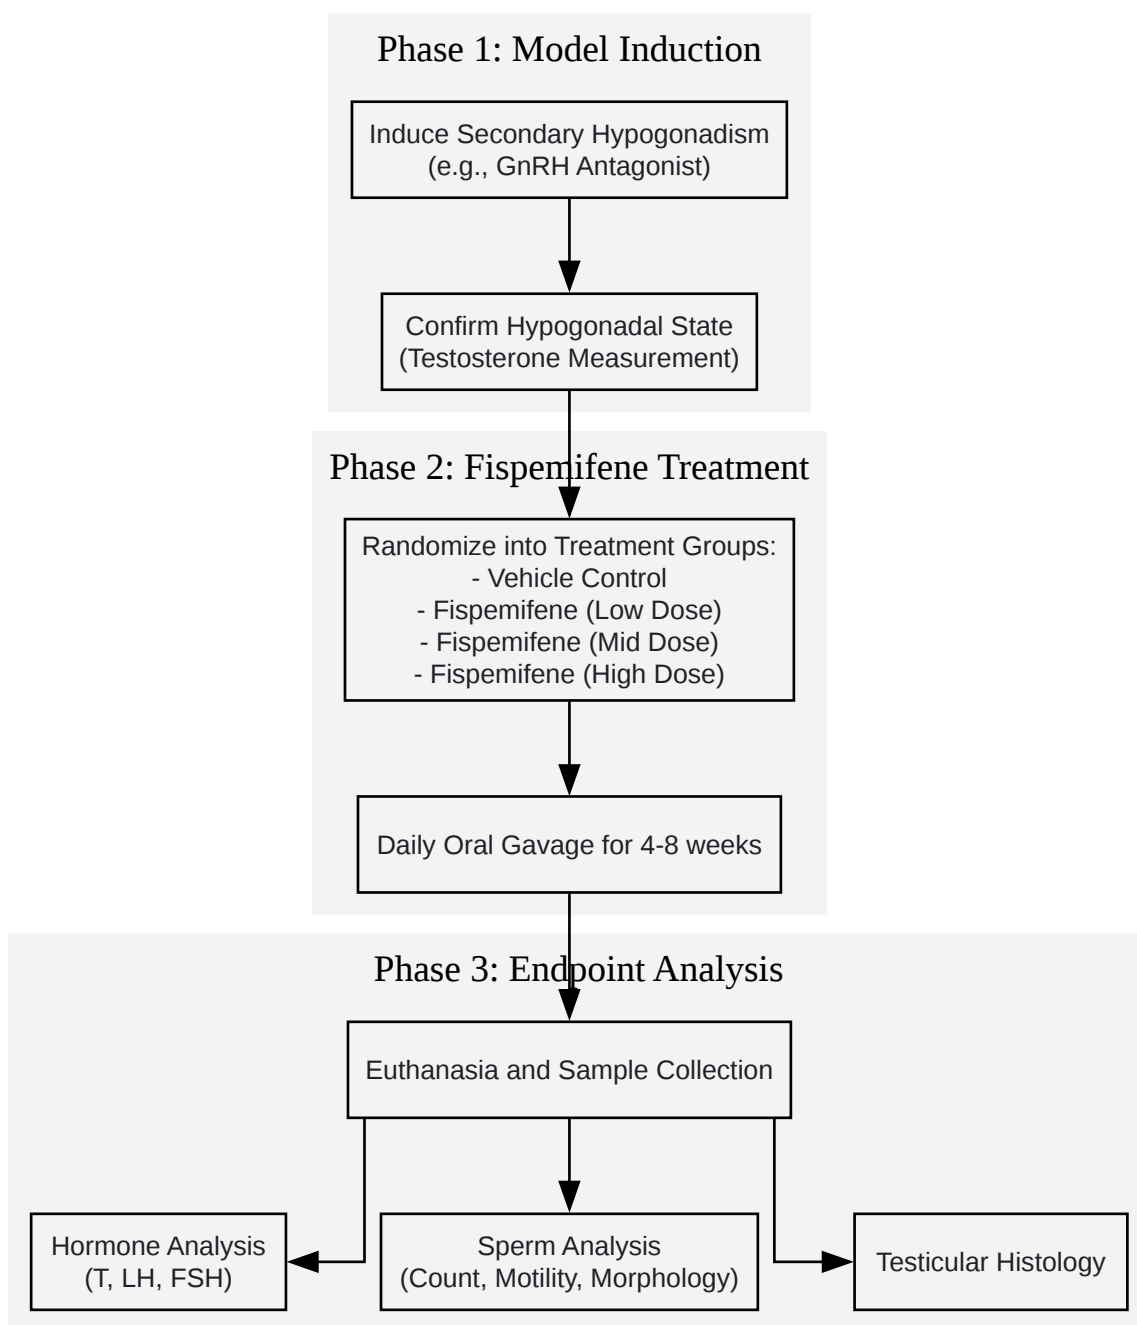 Phase 1: Model Induction
Induce Secondary Hypogonadism
(e.g., GnRH Antagonist)
Confirm Hypogonadal State
(Testosterone Measurement)
Phase 2: Fispemifene Treatment
Randomize into Treatment Groups:
- Vehicle Control
- Fispemifene (Low Dose)
- Fispemifene (Mid Dose)
- Fispemifene (High Dose)
Daily Oral Gavage for 4-8 weeks
Phase 3: Endpoint Analysis
Euthanasia and Sample Collection
Hormone Analysis
(T, LH, FSH)
Sperm Analysis
(Count, Motility, Morphology)
Testicular Histology